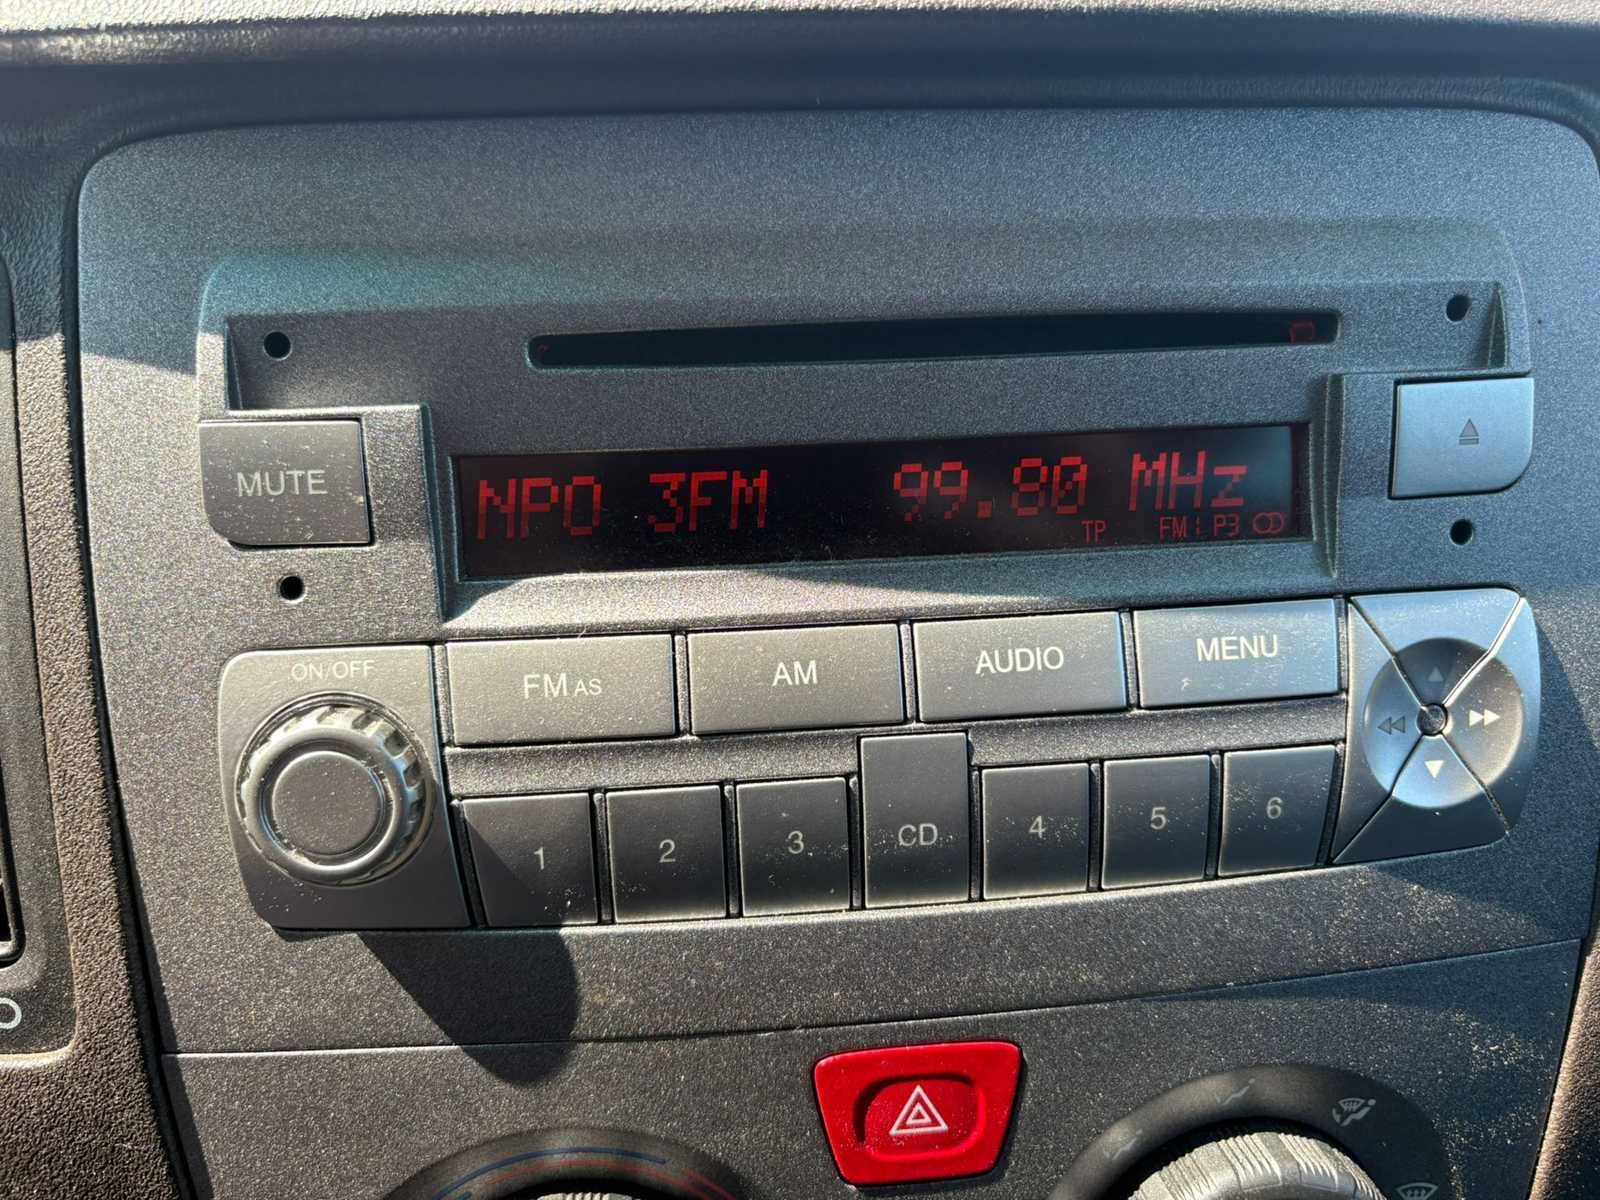 NPO 3FM 99.80 MHz
TP FM1 P3
MUTE
ON/OFF
FM AS
AM
AUDIO
MENU
1
2
3
CD
4
5
6